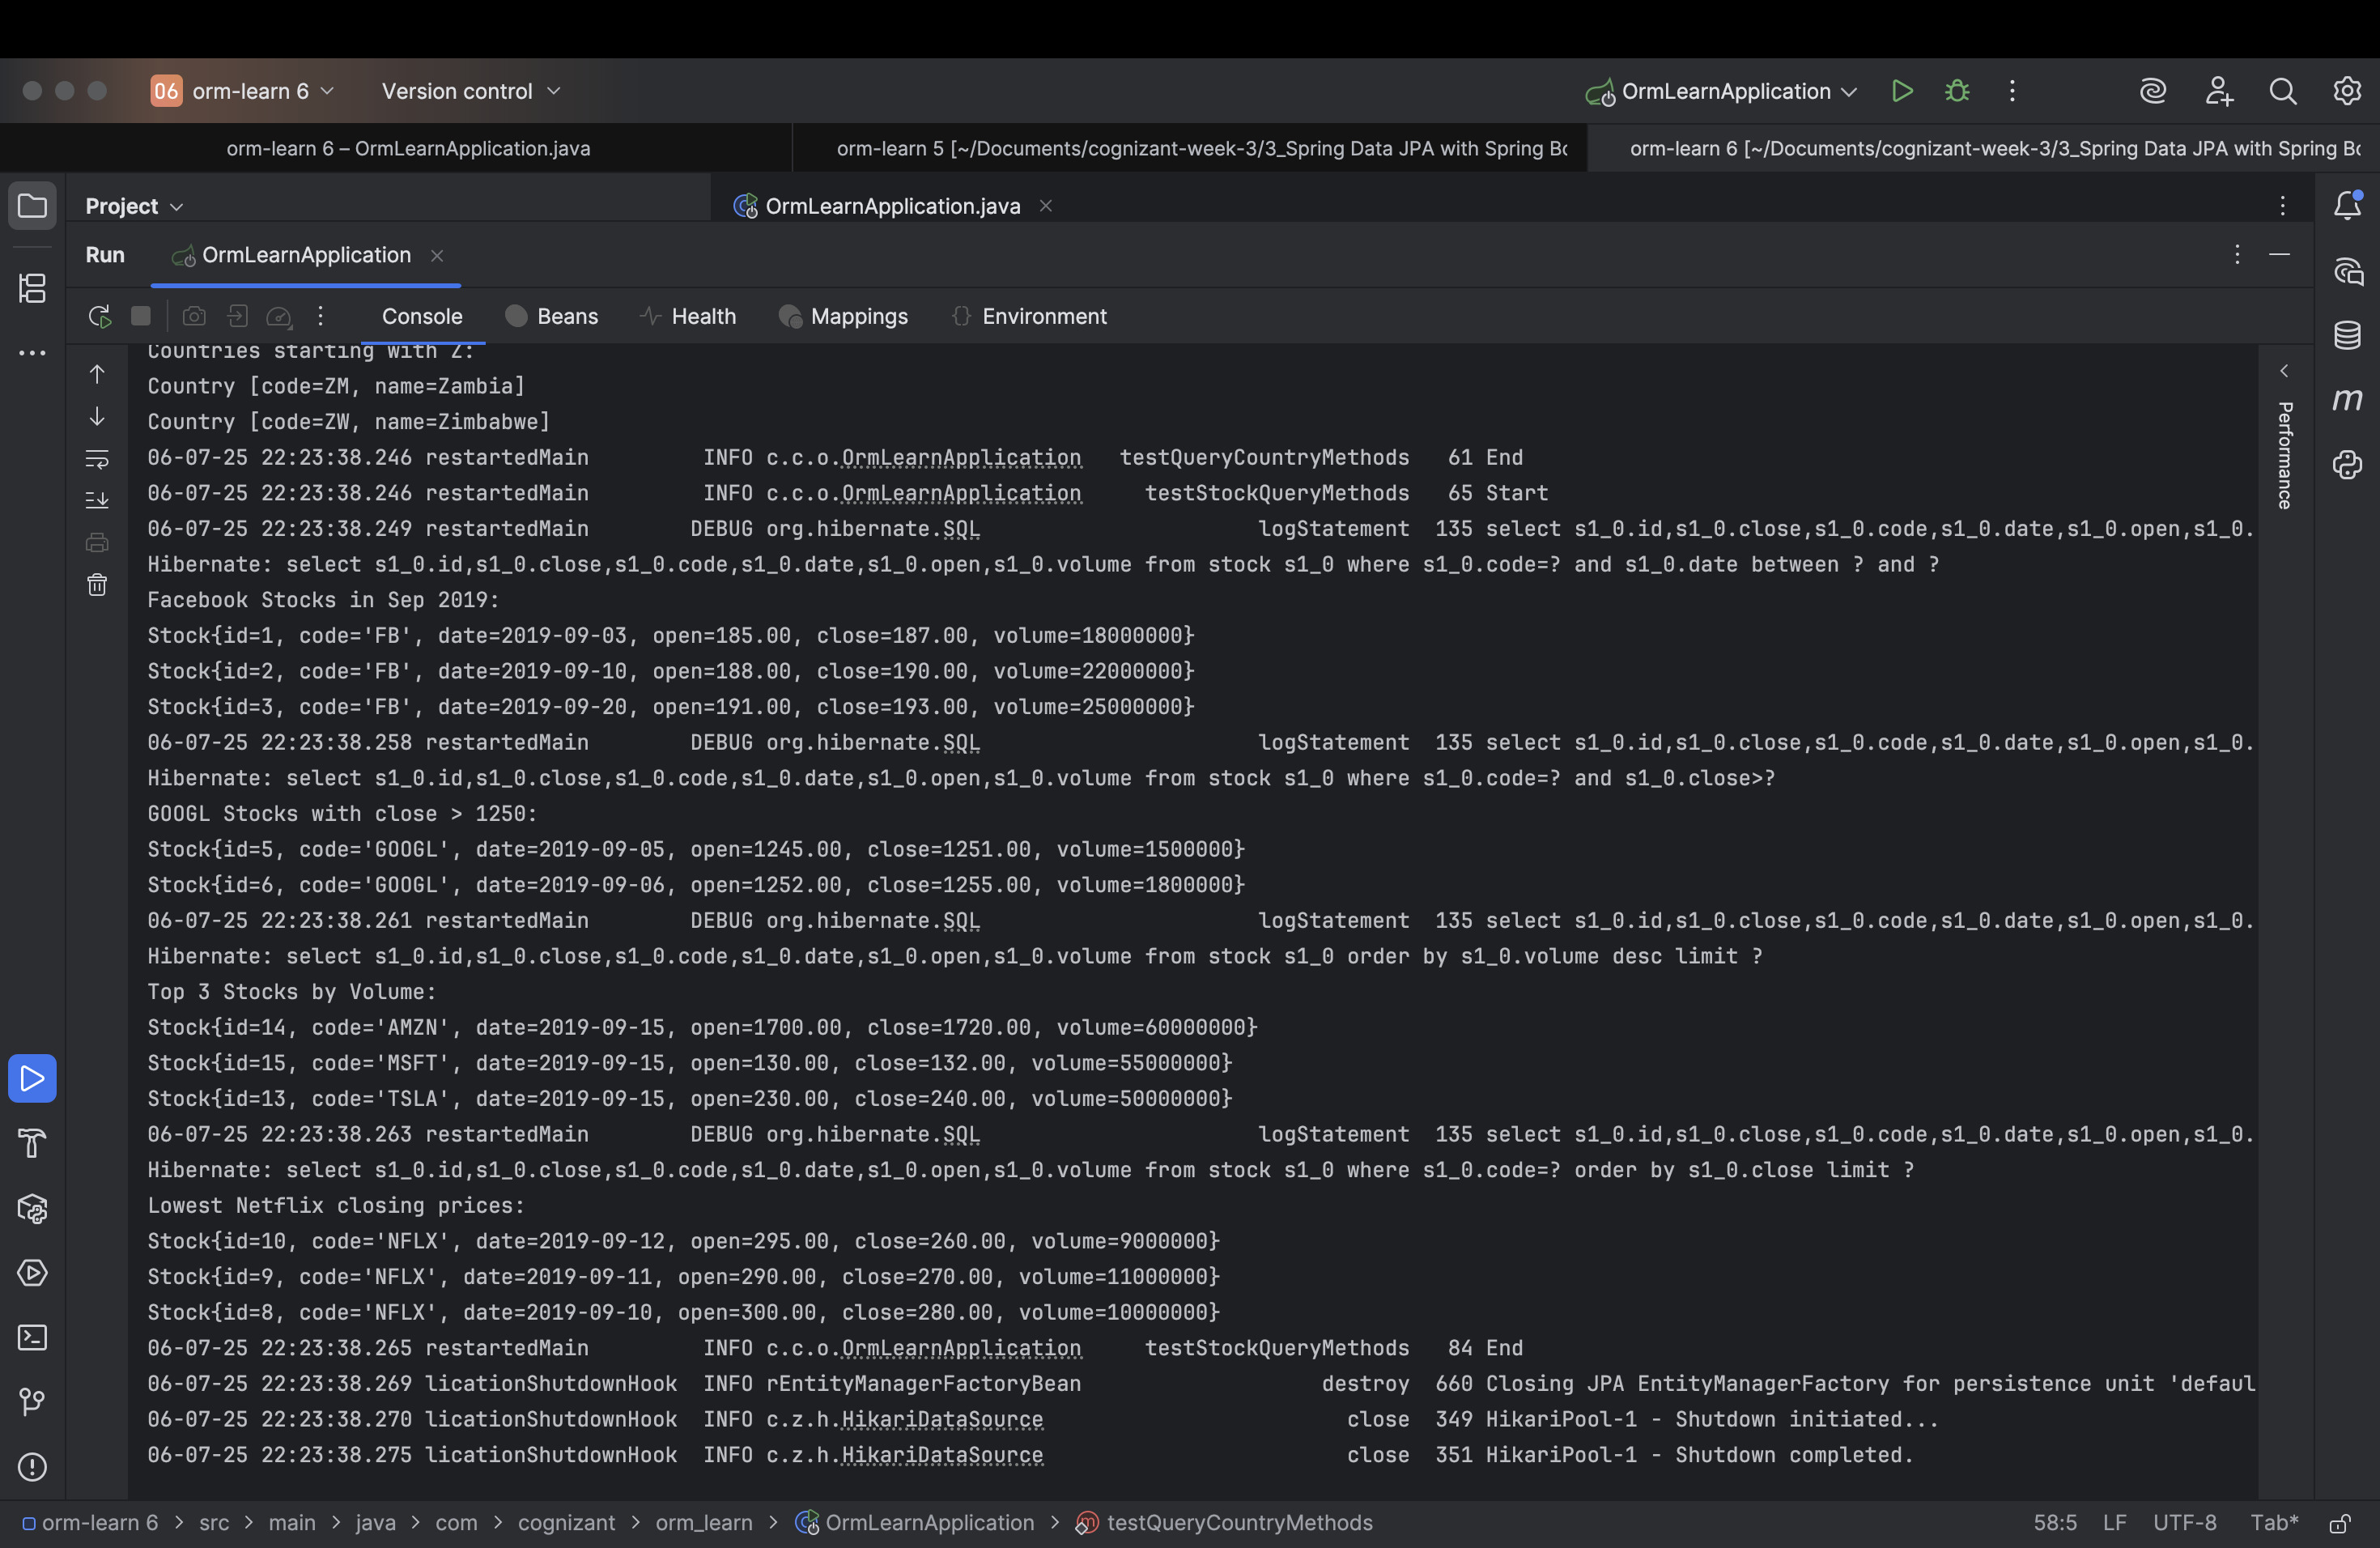 06 orm-learn 6 Version control OrmLearnApplication
orm-learn 6 – OrmLearnApplication.java orm-learn 5 [~/Documents/cognizant-week-3/3_Spring Data JPA with Spring Bo orm-learn 6 [~/Documents/cognizant-week-3/3_Spring Data JPA with Spring Bo
Project OrmLearnApplication.java
Run OrmLearnApplication
Console Beans Health Mappings Environment
Countries starting with Z:
Country [code=ZM, name=Zambia]
Country [code=ZW, name=Zimbabwe]
06-07-25 22:23:38.246 restartedMain INFO c.c.o.OrmLearnApplication testQueryCountryMethods 61 End
06-07-25 22:23:38.246 restartedMain INFO c.c.o.OrmLearnApplication testStockQueryMethods 65 Start
06-07-25 22:23:38.249 restartedMain DEBUG org.hibernate.SQL logStatement 135 select s1_0.id,s1_0.close,s1_0.code,s1_0.date,s1_0.open,s1_0.
Hibernate: select s1_0.id,s1_0.close,s1_0.code,s1_0.date,s1_0.open,s1_0.volume from stock s1_0 where s1_0.code=? and s1_0.date between ? and ?
Facebook Stocks in Sep 2019:
Stock{id=1, code='FB', date=2019-09-03, open=185.00, close=187.00, volume=18000000}
Stock{id=2, code='FB', date=2019-09-10, open=188.00, close=190.00, volume=22000000}
Stock{id=3, code='FB', date=2019-09-20, open=191.00, close=193.00, volume=25000000}
06-07-25 22:23:38.258 restartedMain DEBUG org.hibernate.SQL logStatement 135 select s1_0.id,s1_0.close,s1_0.code,s1_0.date,s1_0.open,s1_0.
Hibernate: select s1_0.id,s1_0.close,s1_0.code,s1_0.date,s1_0.open,s1_0.volume from stock s1_0 where s1_0.code=? and s1_0.close>?
GOOGL Stocks with close > 1250:
Stock{id=5, code='GOOGL', date=2019-09-05, open=1245.00, close=1251.00, volume=1500000}
Stock{id=6, code='GOOGL', date=2019-09-06, open=1252.00, close=1255.00, volume=1800000}
06-07-25 22:23:38.261 restartedMain DEBUG org.hibernate.SQL logStatement 135 select s1_0.id,s1_0.close,s1_0.code,s1_0.date,s1_0.open,s1_0.
Hibernate: select s1_0.id,s1_0.close,s1_0.code,s1_0.date,s1_0.open,s1_0.volume from stock s1_0 order by s1_0.volume desc limit ?
Top 3 Stocks by Volume:
Stock{id=14, code='AMZN', date=2019-09-15, open=1700.00, close=1720.00, volume=60000000}
Stock{id=15, code='MSFT', date=2019-09-15, open=130.00, close=132.00, volume=55000000}
Stock{id=13, code='TSLA', date=2019-09-15, open=230.00, close=240.00, volume=50000000}
06-07-25 22:23:38.263 restartedMain DEBUG org.hibernate.SQL logStatement 135 select s1_0.id,s1_0.close,s1_0.code,s1_0.date,s1_0.open,s1_0.
Hibernate: select s1_0.id,s1_0.close,s1_0.code,s1_0.date,s1_0.open,s1_0.volume from stock s1_0 where s1_0.code=? order by s1_0.close limit ?
Lowest Netflix closing prices:
Stock{id=10, code='NFLX', date=2019-09-12, open=295.00, close=260.00, volume=9000000}
Stock{id=9, code='NFLX', date=2019-09-11, open=290.00, close=270.00, volume=11000000}
Stock{id=8, code='NFLX', date=2019-09-10, open=300.00, close=280.00, volume=10000000}
06-07-25 22:23:38.265 restartedMain INFO c.c.o.OrmLearnApplication testStockQueryMethods 84 End
06-07-25 22:23:38.269 licationShutdownHook INFO rEntityManagerFactoryBean destroy 660 Closing JPA EntityManagerFactory for persistence unit 'defaul
06-07-25 22:23:38.270 licationShutdownHook INFO c.z.h.HikariDataSource close 349 HikariPool-1 - Shutdown initiated...
06-07-25 22:23:38.275 licationShutdownHook INFO c.z.h.HikariDataSource close 351 HikariPool-1 - Shutdown completed.
Performance
m
orm-learn 6 > src > main > java > com > cognizant > orm_learn > OrmLearnApplication > testQueryCountryMethods 58:5 LF UTF-8 Tab*